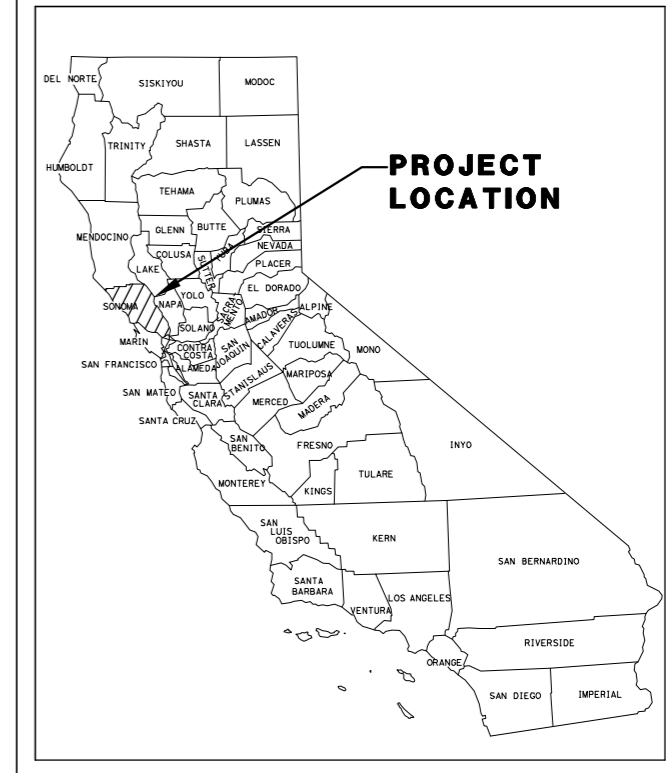 DEL NORTE
SISKIYOU
MODOC
TRINITY
SHASTA
LASSEN
HUMBOLDT
PROJECT
LOCATION
TEHAMA
PLUMAS
MENDOCINO
GLENN
BUTTE
SIERRA
COLUSA
SUTTER
YUBA
NEVADA
PLACER
LAKE
SONOMA
NAPA
YOLO
EL DORADO
SACRA-
MENTO
AMADOR
ALPINE
SOLANO
MARIN
CONTRA
COSTA
SAN
JOAQUIN
CALAVERAS
TUOLUMNE
MONO
SAN FRANCISCO
ALAMEDA
STANISLAUS
MARIPOSA
SAN MATEO
SANTA
CLARA
MERCED
MADERA
SANTA CRUZ
SAN
BENITO
FRESNO
INYO
MONTEREY
KINGS
TULARE
SAN
LUIS
OBISPO
KERN
SAN BERNARDINO
SANTA
BARBARA
VENTURA
LOS ANGELES
RIVERSIDE
ORANGE
SAN DIEGO
IMPERIAL